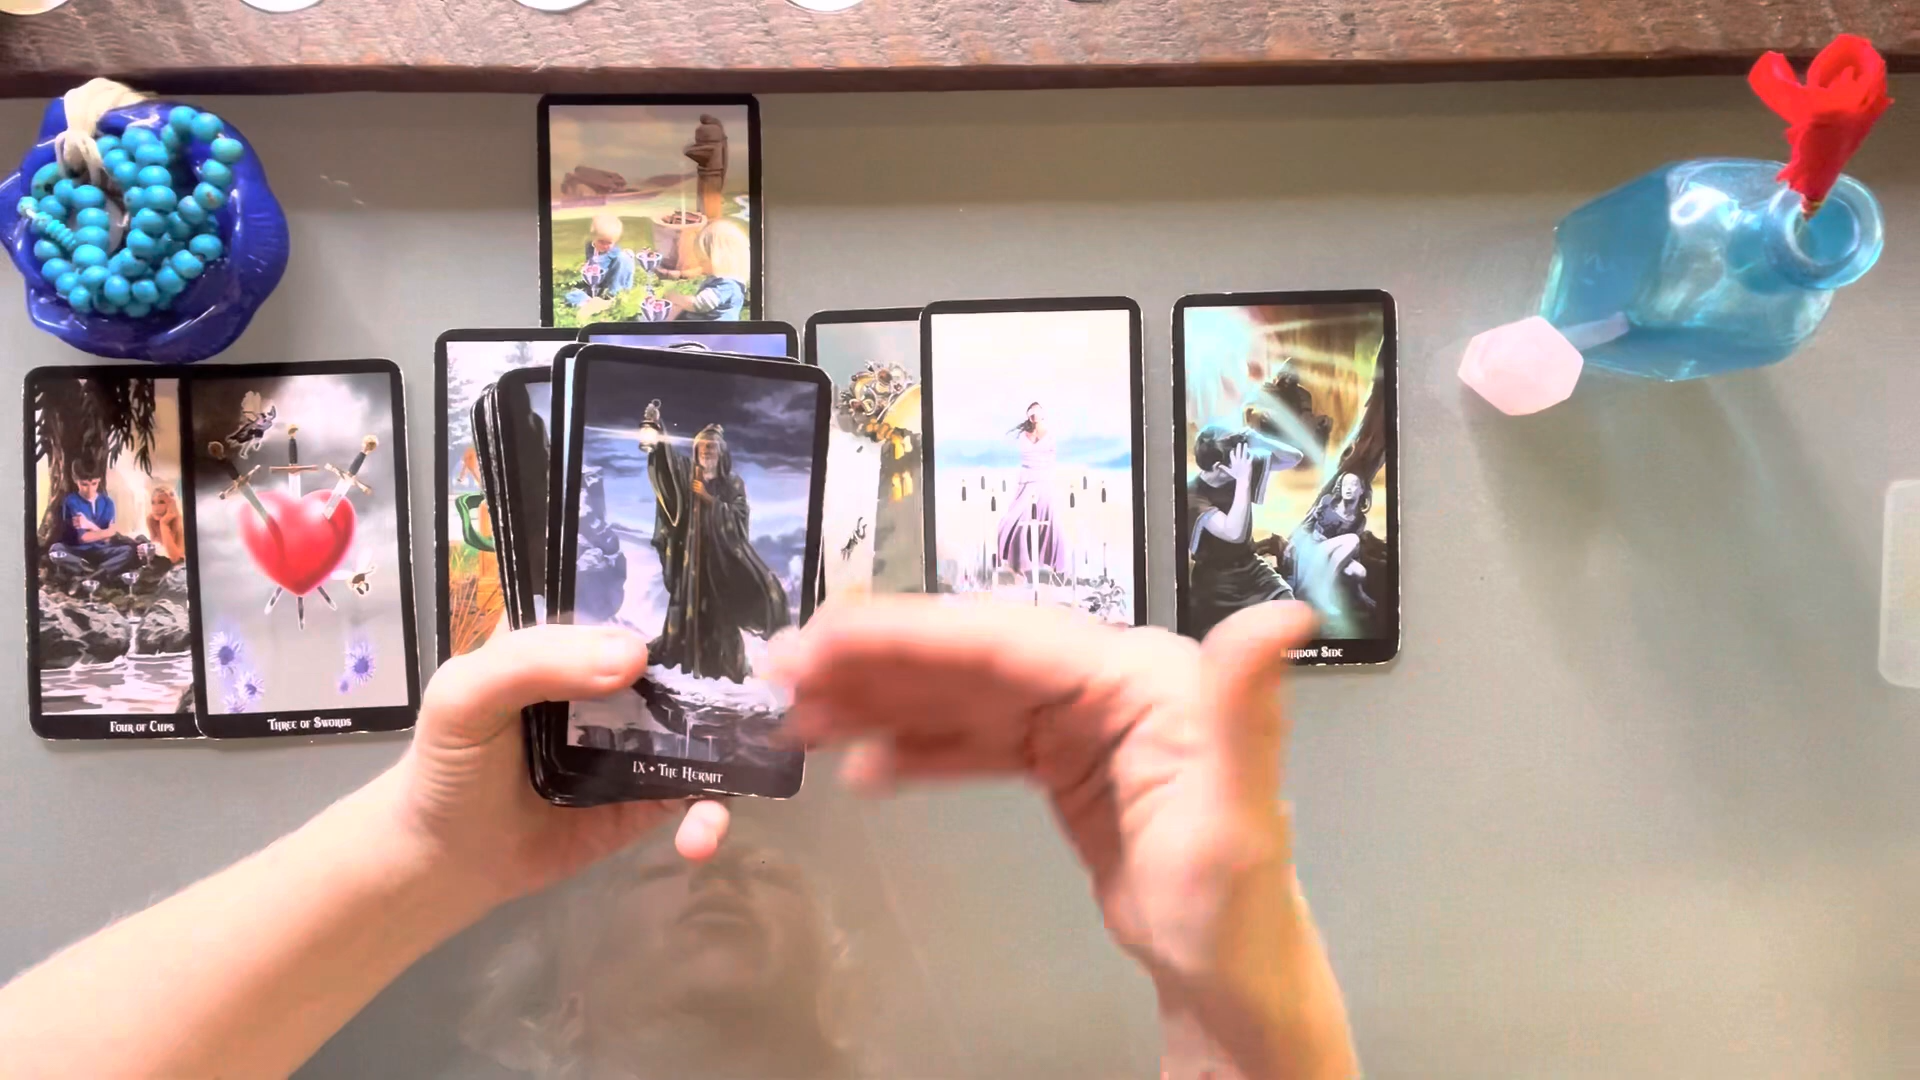 Four of Cups
Three of Swords
IX • The Hermit
Shadow Side